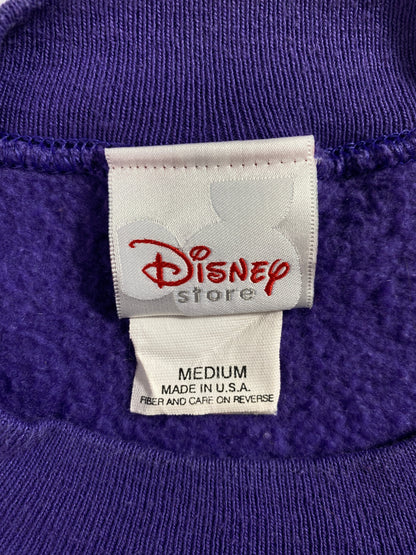 Disney
store
MEDIUM
MADE IN U.S.A.
FIBER AND CARE ON REVERSE